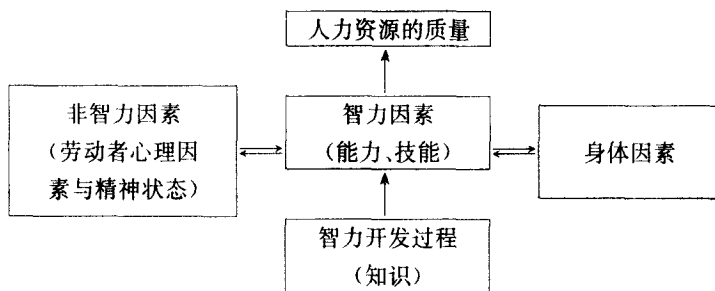 人力资源的质量
非智力因素
(劳动者心理因
素与精神状态)
智力因素
(能力、技能)
身体因素
智力开发过程
(知识)